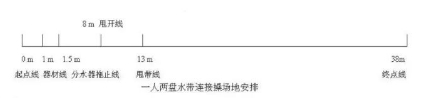 8 m 甩开线
0 m 1 m 1.5 m 13 m 38m
起点线 器材线 分水器拖止线 甩带线 终点线
一人两盘水带连接操场地安排